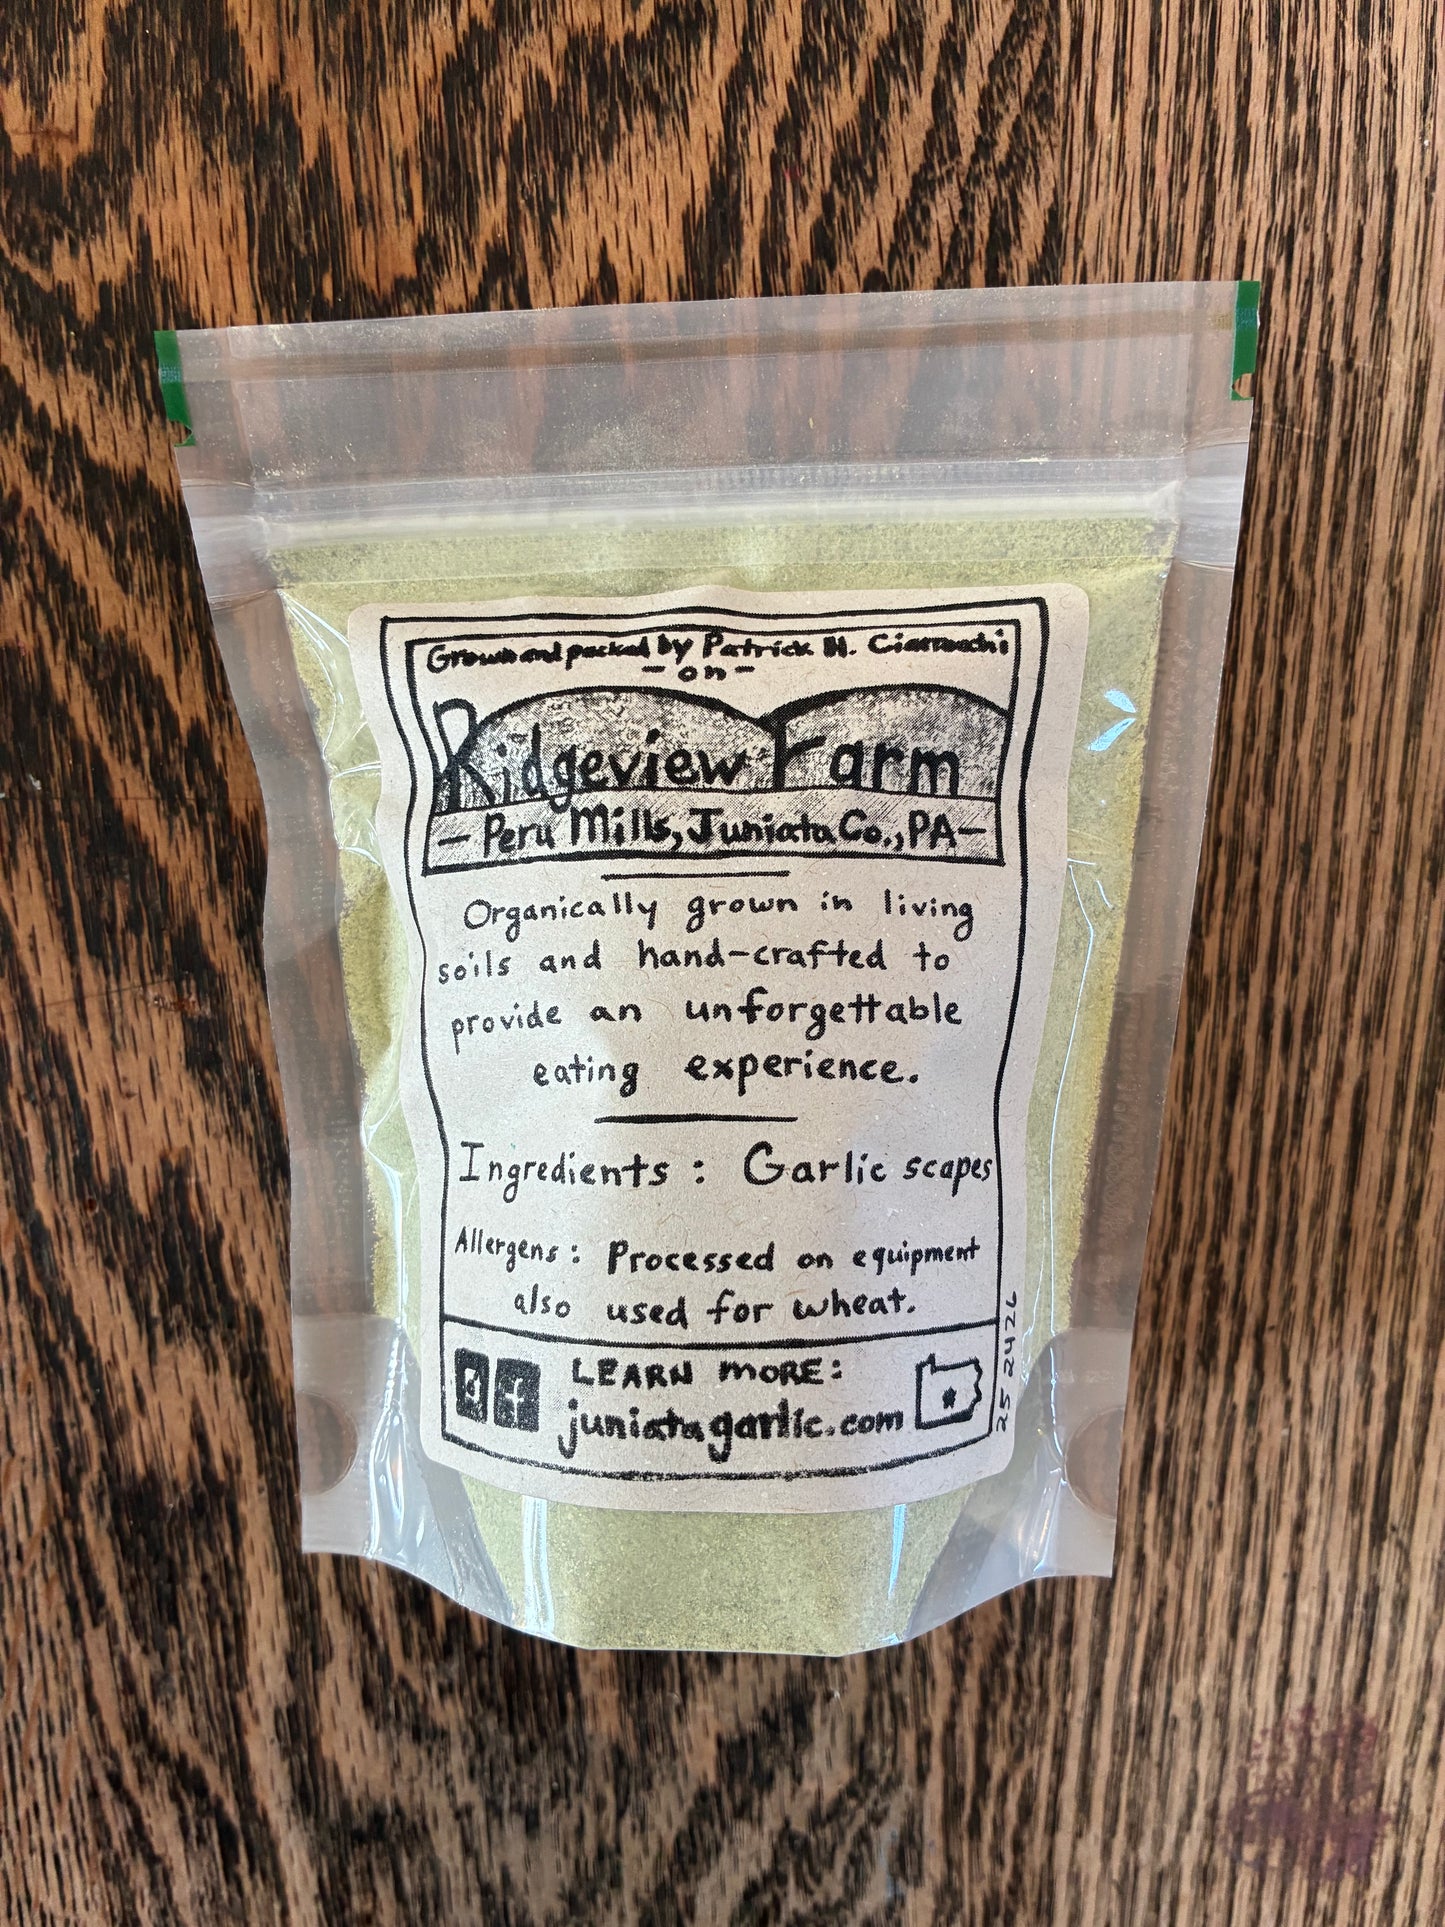 Grown and packed by Patrick H. Ciarrocchi
- on -
Ridgeview Farm
- Peru Mills, Juniata Co., PA -
Organically grown in living
soils and hand-crafted to
provide an unforgettable
eating experience.
Ingredients : Garlic scapes
Allergens : Processed on equipment
also used for wheat.
LEARN MORE:
juniatagarlic.com